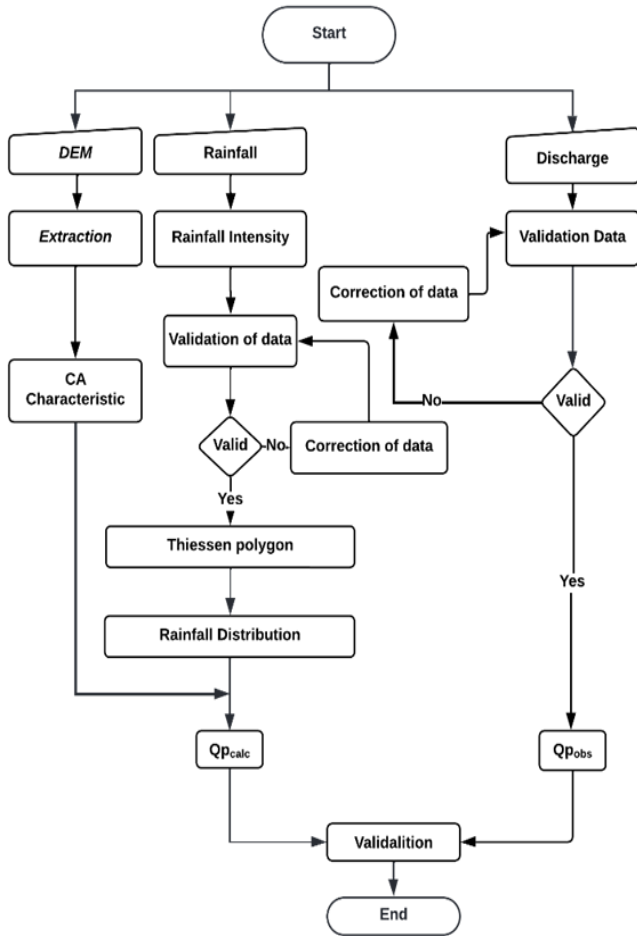 Start
DEM
Rainfall
Discharge
Extraction
Rainfall Intensity
Validation Data
Correction of data
Validation of data
CA
Characteristic
Valid
No
Valid
No
Correction of data
Yes
Thiessen polygon
Yes
Rainfall Distribution
Qpcalc
Qpobs
Validalition
End